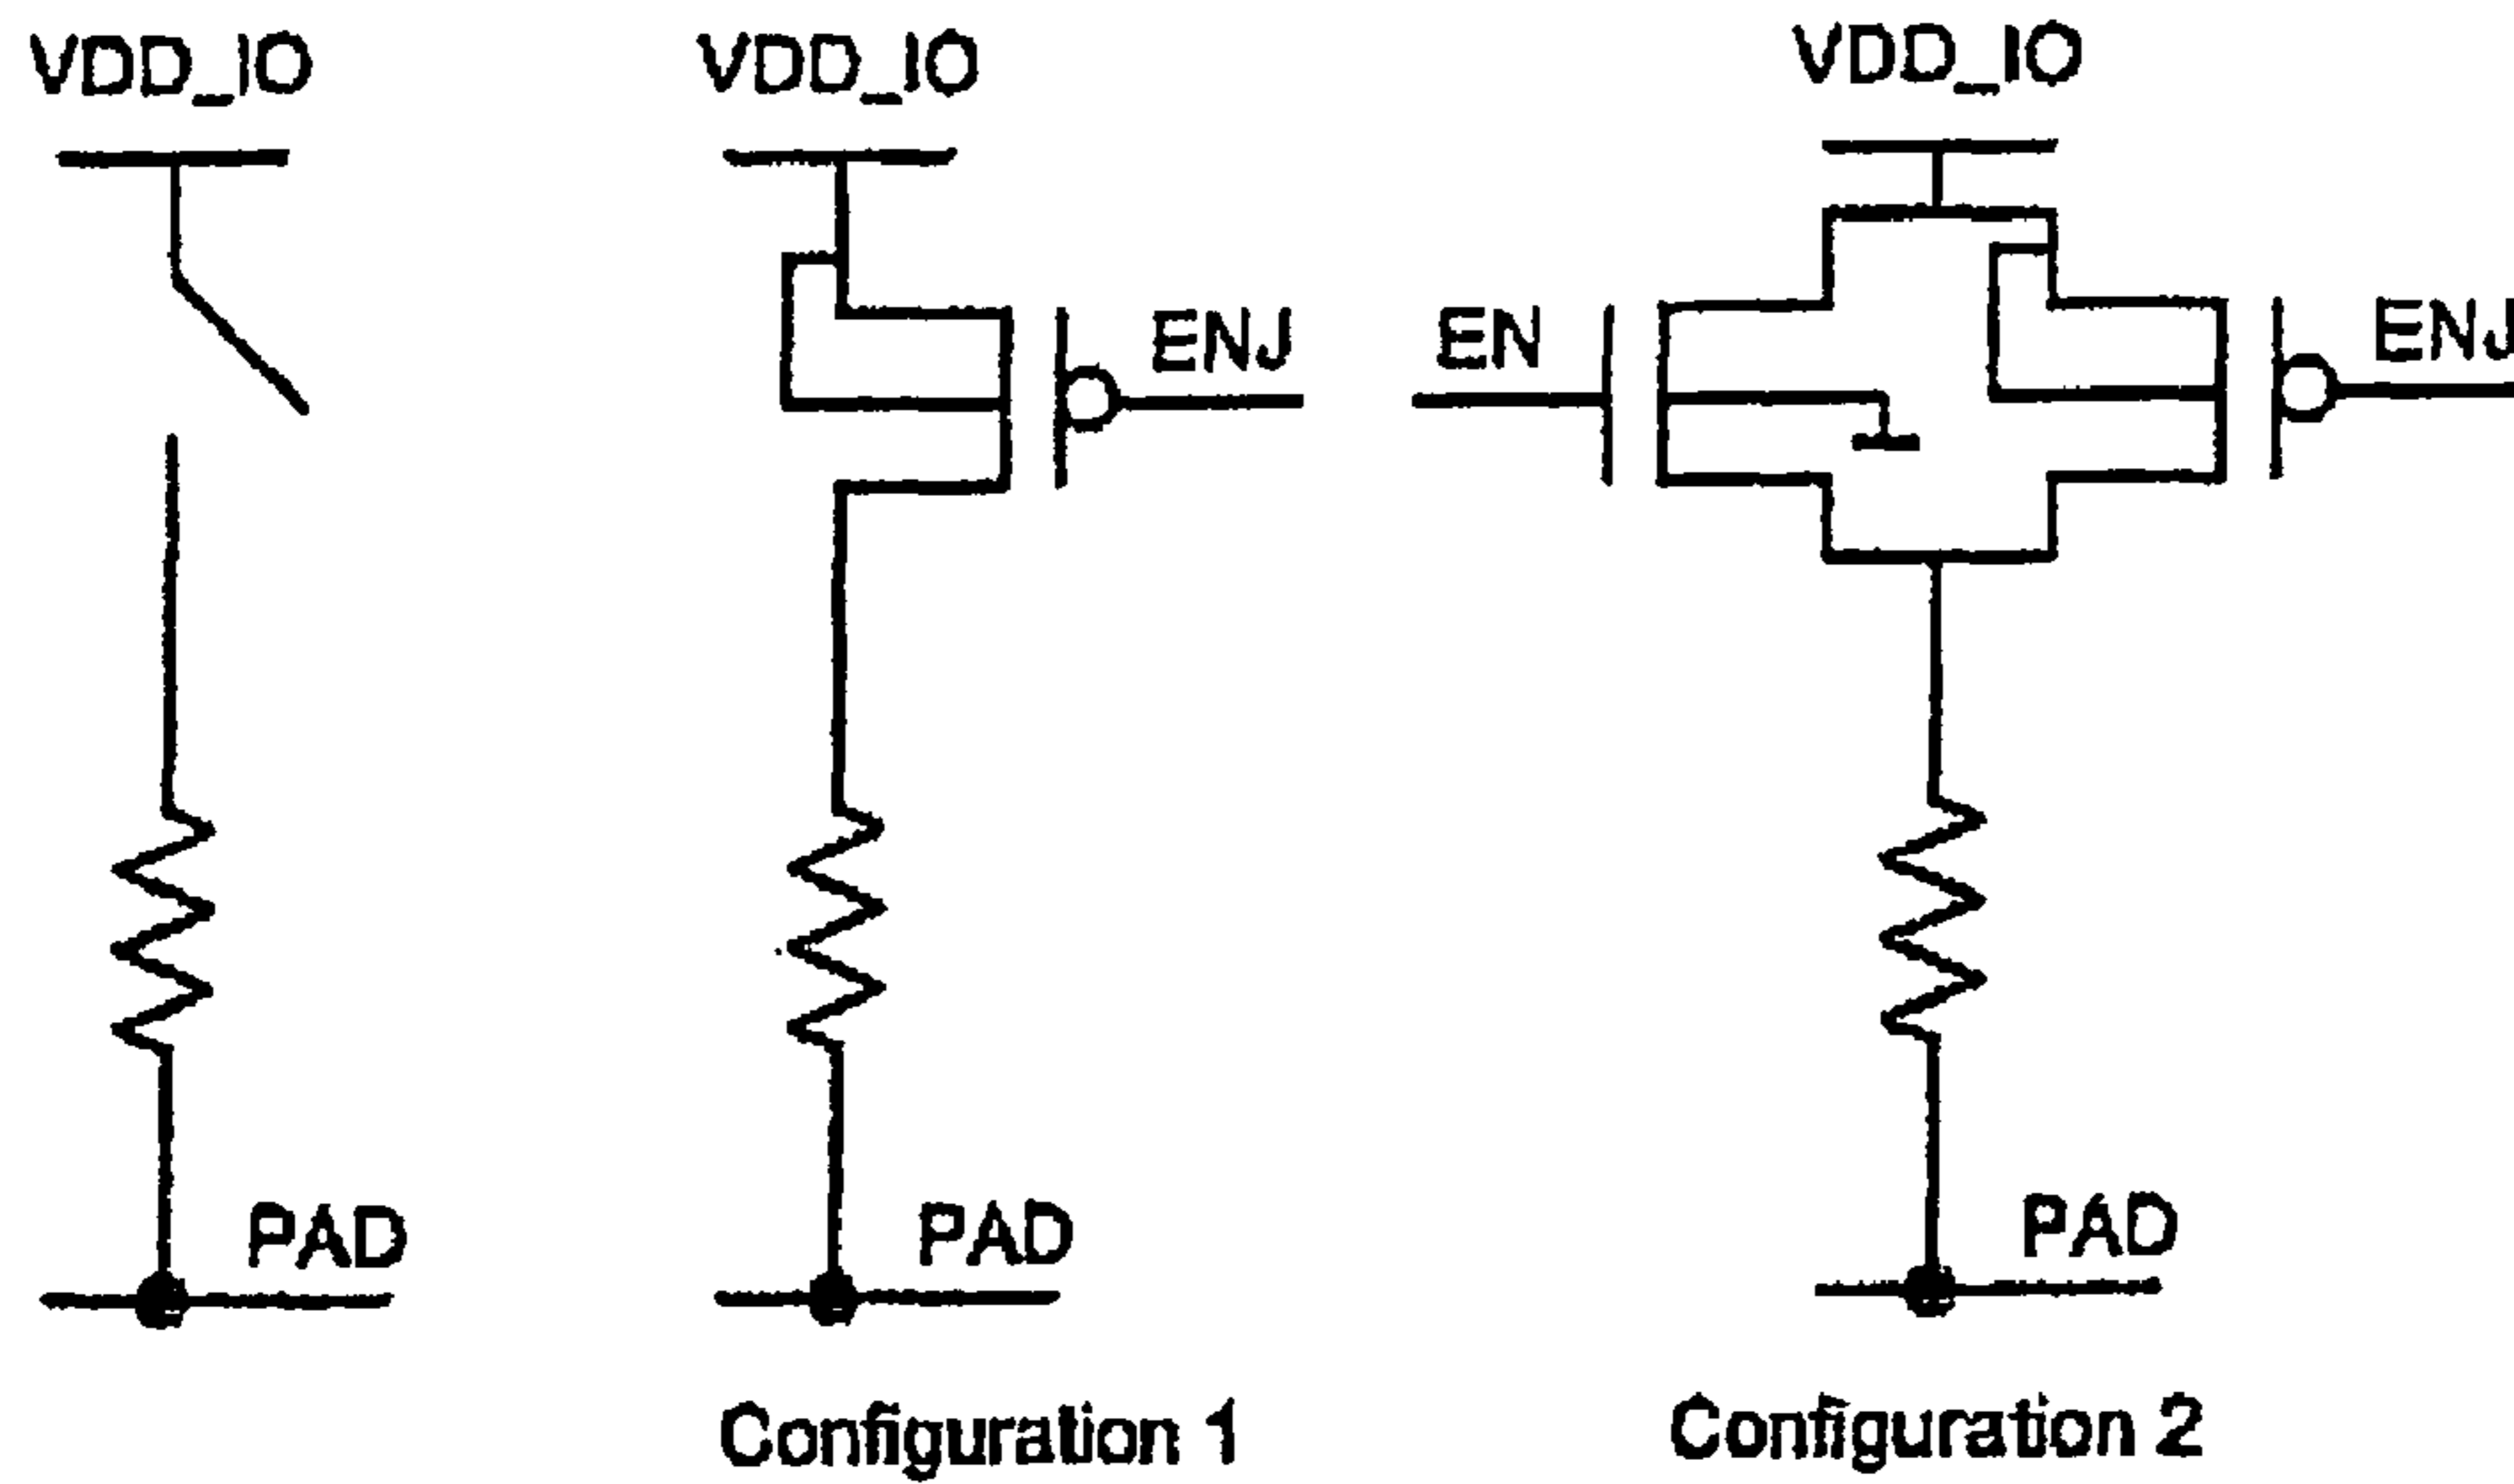 VDD_IO VDD_IO VDD_IO
ENJ EN ENJ
PAD PAD PAD
Configuration 1 Configuration 2